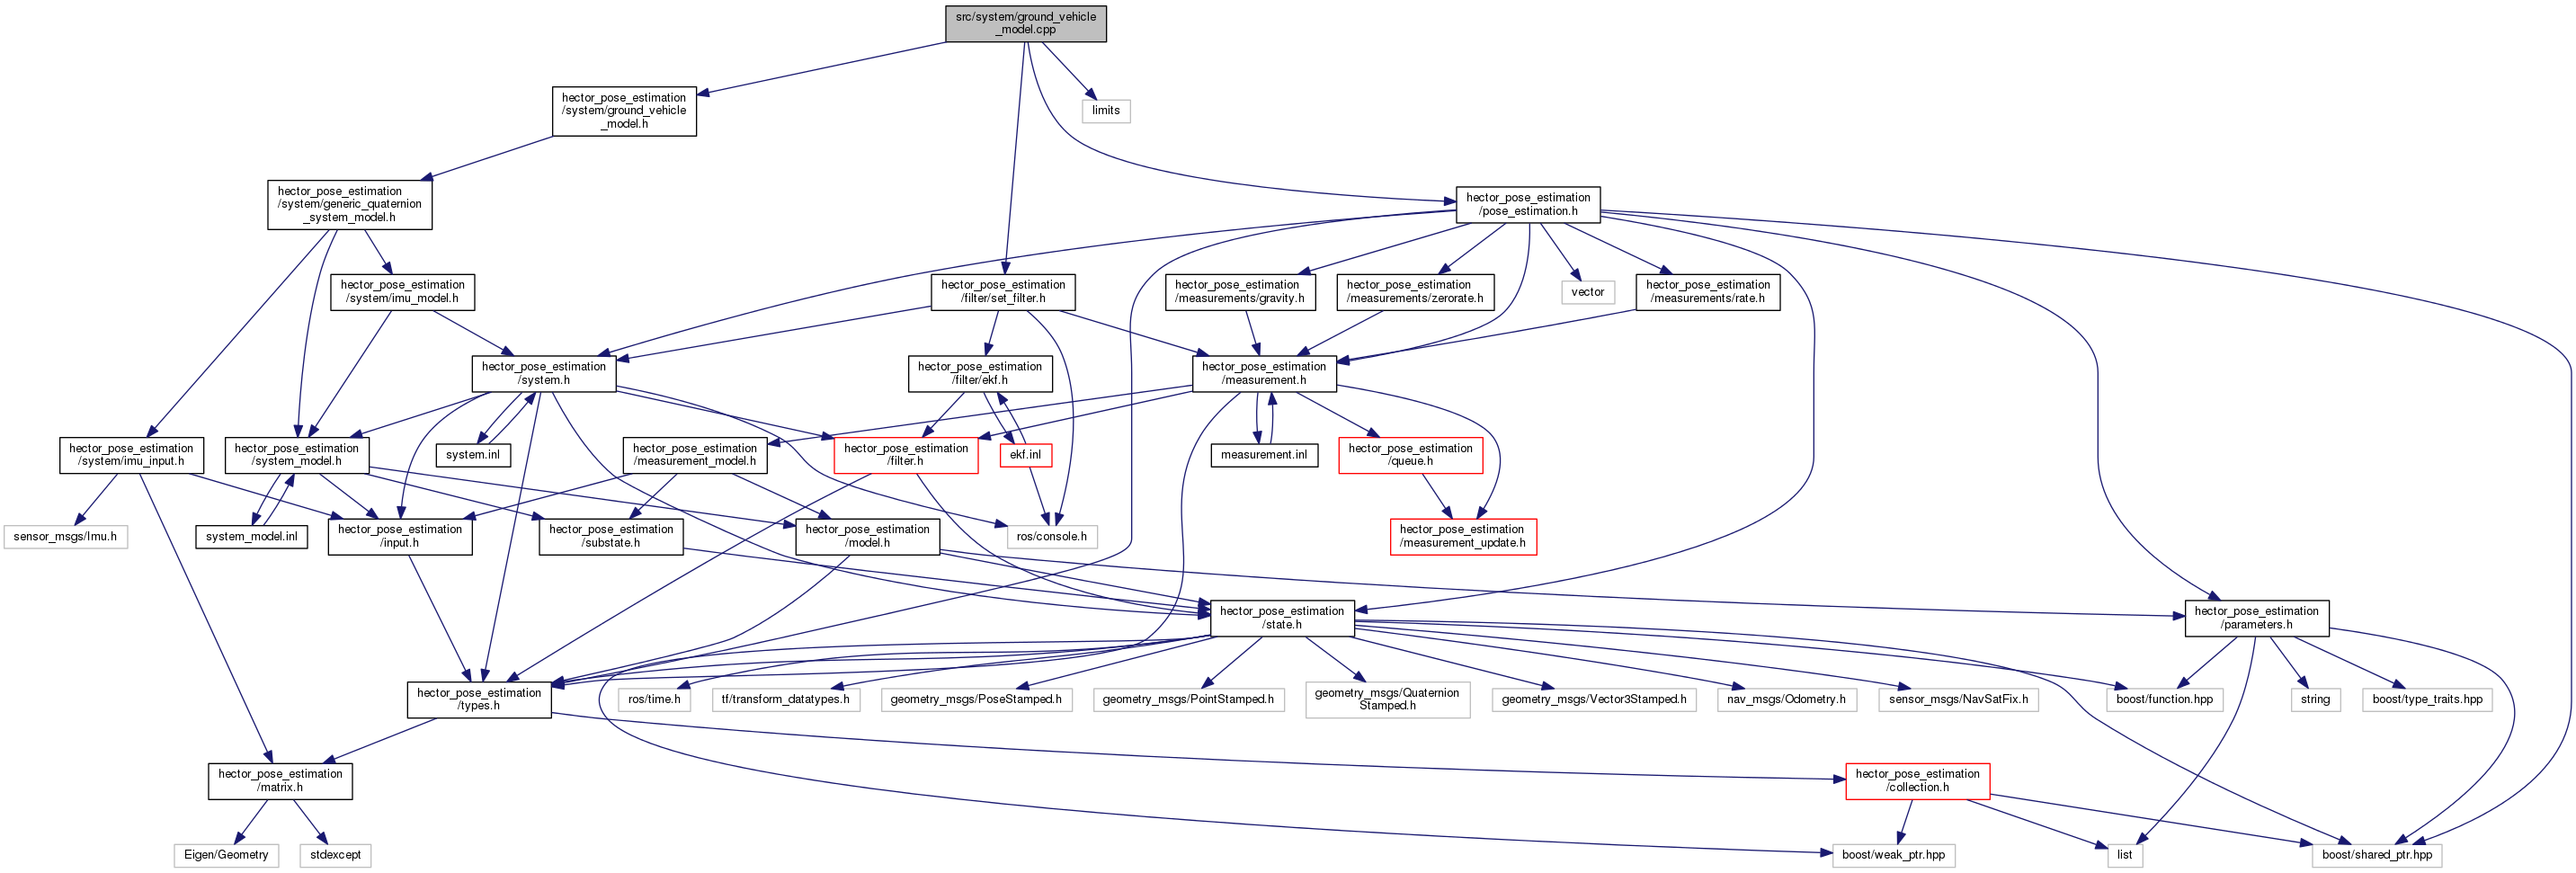 src/system/ground_vehicle
_model.cpp
hector_pose_estimation
/system/ground_vehicle
_model.h
limits
hector_pose_estimation
/system/generic_quaternion
_system_model.h
hector_pose_estimation
/pose_estimation.h
hector_pose_estimation
/system/imu_model.h
hector_pose_estimation
/filter/set_filter.h
hector_pose_estimation
/measurements/gravity.h
hector_pose_estimation
/measurements/zerorate.h
vector
hector_pose_estimation
/measurements/rate.h
hector_pose_estimation
/system.h
hector_pose_estimation
/filter/ekf.h
hector_pose_estimation
/measurement.h
hector_pose_estimation
/system/imu_input.h
hector_pose_estimation
/system_model.h
system.inl
hector_pose_estimation
/measurement_model.h
hector_pose_estimation
/filter.h
ekf.inl
measurement.inl
hector_pose_estimation
/queue.h
sensor_msgs/Imu.h
system_model.inl
hector_pose_estimation
/input.h
hector_pose_estimation
/substate.h
hector_pose_estimation
/model.h
ros/console.h
hector_pose_estimation
/measurement_update.h
hector_pose_estimation
/state.h
hector_pose_estimation
/parameters.h
hector_pose_estimation
/types.h
ros/time.h
tf/transform_datatypes.h
geometry_msgs/PoseStamped.h
geometry_msgs/PointStamped.h
geometry_msgs/Quaternion
Stamped.h
geometry_msgs/Vector3Stamped.h
nav_msgs/Odometry.h
sensor_msgs/NavSatFix.h
boost/function.hpp
string
boost/type_traits.hpp
hector_pose_estimation
/matrix.h
hector_pose_estimation
/collection.h
Eigen/Geometry
stdexcept
boost/weak_ptr.hpp
list
boost/shared_ptr.hpp